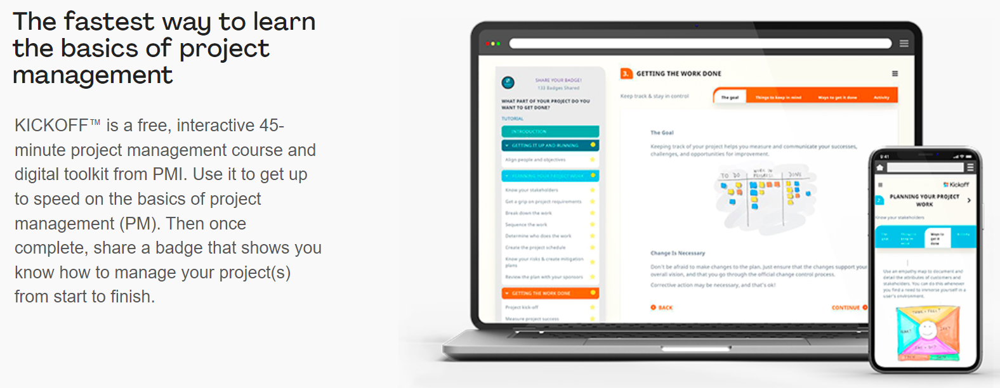 The fastest way to learn
the basics of project
management
KICKOFF™ is a free, interactive 45-
minute project management course and
digital toolkit from PMI. Use it to get up
to speed on the basics of project
management (PM). Then once
complete, share a badge that shows you
know how to manage your project(s)
from start to finish.
SHARE YOUR BADGE!
133 Badges Shared
WHAT PART OF YOUR PROJECT DO YOU
WANT TO GET DONE?
TUTORIAL
INTRODUCTION
GETTING IT UP AND RUNNING
Align people and objectives
PLANNING YOUR PROJECT WORK
Know your stakeholders
Get a grip on project requirements
Break down the work
Sequence the work
Determine who does the work
Create the project schedule
Know your risks & create mitigation
plans
Review the plan with your sponsors
GETTING THE WORK DONE
Project kick-off
Measure project success
3. GETTING THE WORK DONE
Keep track & stay in control
The goal Things to keep in mind Ways to get it done Activity
The Goal
Keeping track of your project helps you measure and communicate your successes,
challenges, and opportunities for improvement.
TO DO WORK IN PROGRESS DONE
Change Is Necessary
Don't be afraid to make changes to the plan. Just ensure that the changes support your
overall vision, and that you go through the official change control process.
Corrective action may be necessary, and that's ok!
BACK CONTINUE
9:41
Kickoff
2. PLANNING YOUR PROJECT
WORK
Know your stakeholders
The goal Things to keep in mind Ways to get it done Activity
Use an empathy map to document and
detail the attributes of customers and
stakeholders. You can do this whenever
you find a need to immerse yourself in a
user's environment.